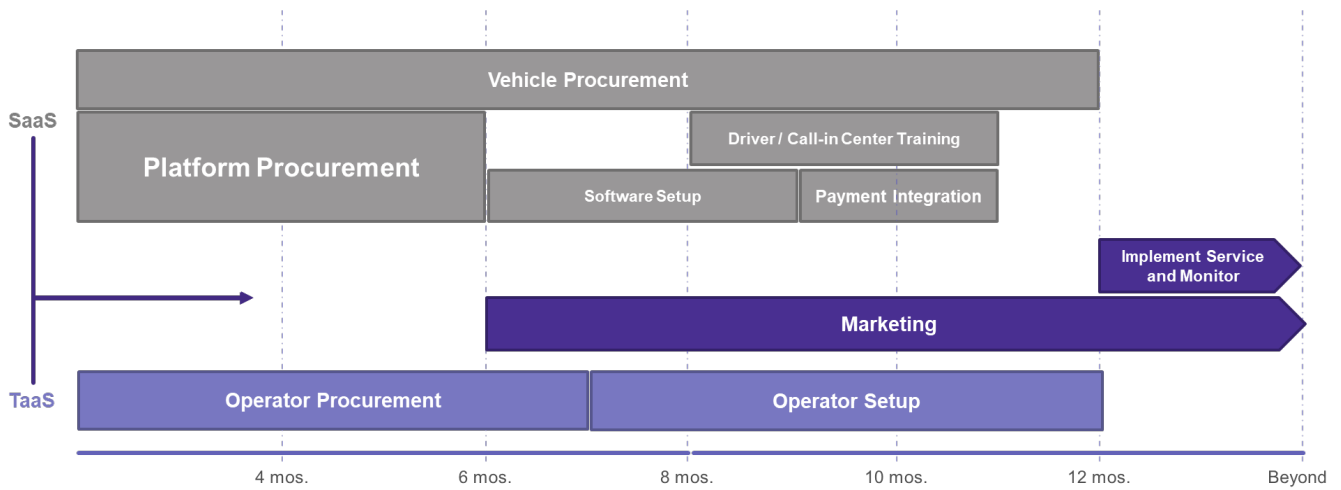 Vehicle Procurement
SaaS
Platform Procurement
Driver / Call-in Center Training
Software Setup
Payment Integration
Implement Service
and Monitor
Marketing
TaaS
Operator Procurement
Operator Setup
4 mos.
6 mos.
8 mos.
10 mos.
12 mos.
Beyond